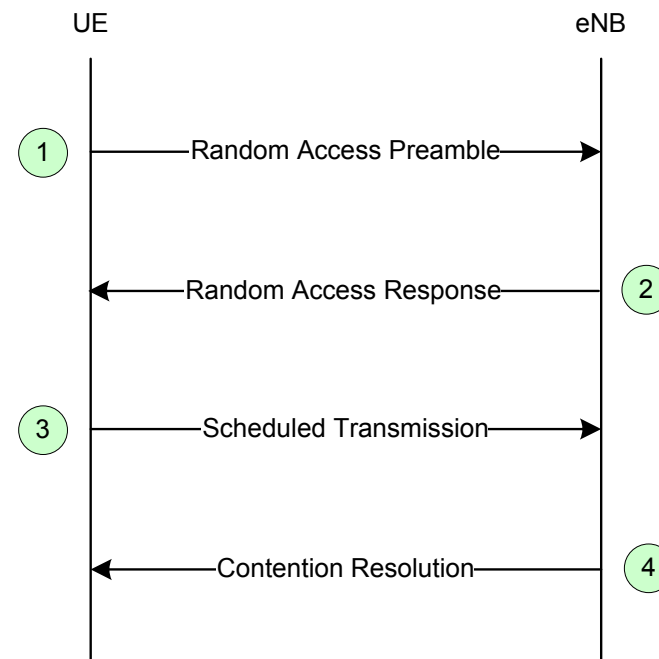 UE
eNB
1
Random Access Preamble
Random Access Response
2
3
Scheduled Transmission
Contention Resolution
4